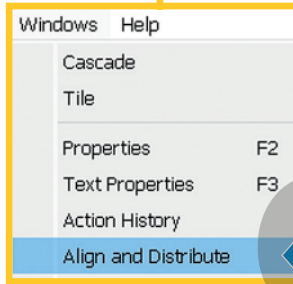 Windows Help
Cascade
Tile
Properties F2
Text Properties F3
Action History
Align and Distribute